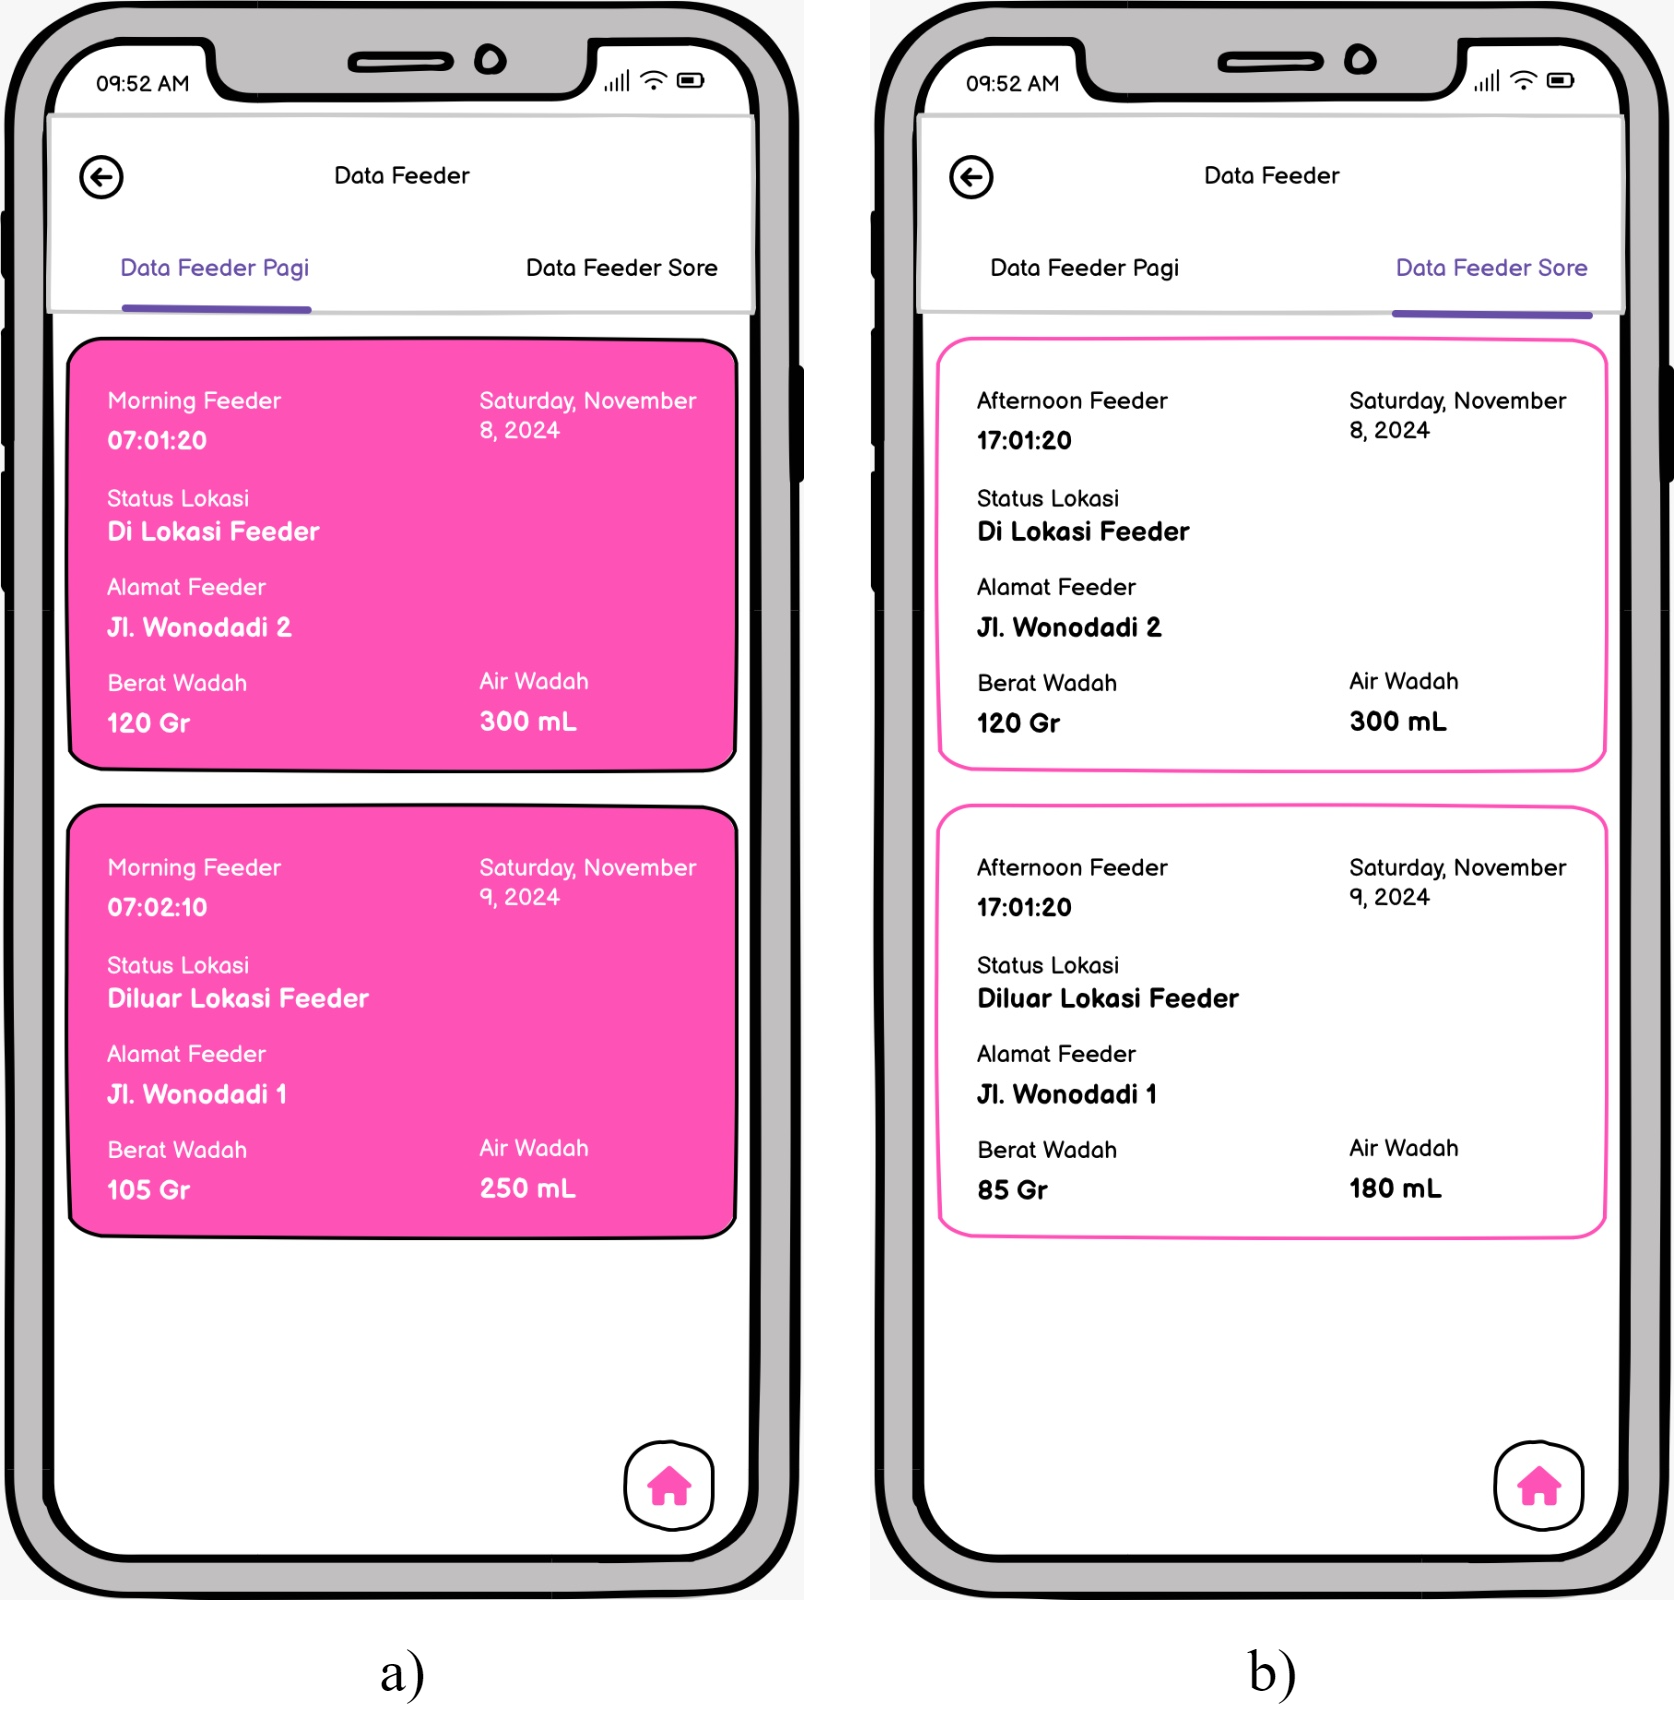 09:52 AM
Data Feeder
Data Feeder Pagi
Data Feeder Sore
Morning Feeder
Saturday, November
8, 2024
07:01:20
Status Lokasi
Di Lokasi Feeder
Alamat Feeder
Jl. Wonodadi 2
Berat Wadah
Air Wadah
120 Gr
300 mL
Morning Feeder
Saturday, November
9, 2024
07:02:10
Status Lokasi
Diluar Lokasi Feeder
Alamat Feeder
Jl. Wonodadi 1
Berat Wadah
Air Wadah
105 Gr
250 mL
a)
09:52 AM
Data Feeder
Data Feeder Pagi
Data Feeder Sore
Afternoon Feeder
Saturday, November
8, 2024
17:01:20
Status Lokasi
Di Lokasi Feeder
Alamat Feeder
Jl. Wonodadi 2
Berat Wadah
Air Wadah
120 Gr
300 mL
Afternoon Feeder
Saturday, November
9, 2024
17:01:20
Status Lokasi
Diluar Lokasi Feeder
Alamat Feeder
Jl. Wonodadi 1
Berat Wadah
Air Wadah
85 Gr
180 mL
b)